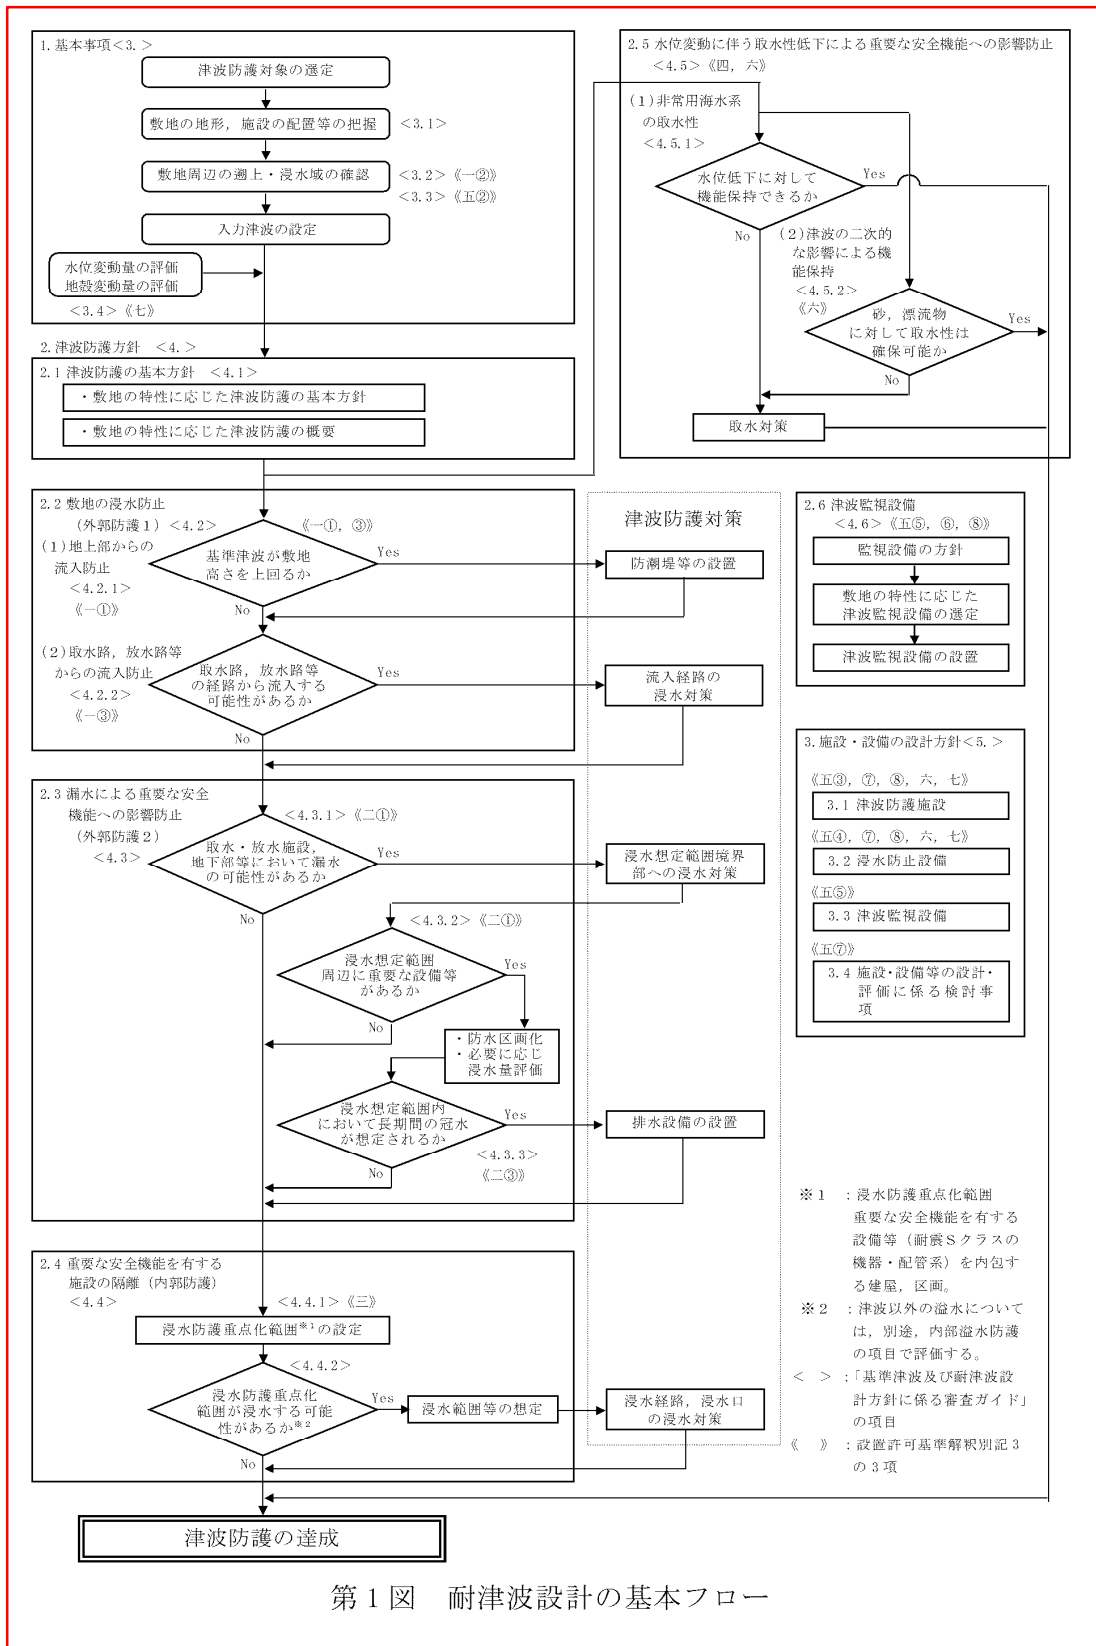 1.基本事項<3.>
津波防護対象の選定
敷地の地形，施設の配置等の把握
<3.1>
敷地周辺の遡上・浸水域の確認
<3.2>《一②》
<3.3>《五②》
入力津波の設定
水位変動量の評価
地殻変動量の評価
<3.4>《七》
2.津波防護方針　<4.>
2.1 津波防護の基本方針　<4.1>
・敷地の特性に応じた津波防護の基本方針
・敷地の特性に応じた津波防護の概要
2.2 敷地の浸水防止
（外郭防護１）<4.2>
《一①，③》
(１)地上部からの
流入防止
<4.2.1>
《一①》
基準津波が敷地
高さを上回るか
Yes
No
防潮堤等の設置
(２)取水路，放水路等
からの流入防止
<4.2.2>
《一③》
取水路，放水路等
の経路から流入する
可能性があるか
Yes
No
流入経路の
浸水対策
津波防護対策
2.3 漏水による重要な安全
機能への影響防止
（外郭防護２）
<4.3>
<4.3.1>《二①》
取水・放水施設，
地下部等において漏水
の可能性があるか
Yes
No
浸水想定範囲境界
部への浸水対策
<4.3.2>《二①》
浸水想定範囲
周辺に重要な設備等
があるか
Yes
No
・防水区画化
・必要に応じ
浸水量評価
浸水想定範囲内
において長期間の冠水
が想定されるか
Yes
No
<4.3.3>
《二③》
排水設備の設置
2.4 重要な安全機能を有する
施設の隔離（内郭防護）
<4.4>
<4.4.1>《三》
浸水防護重点化範囲※1の設定
<4.4.2>
浸水防護重点化
範囲が浸水する可能
性があるか※2
Yes
No
浸水範囲等の想定
浸水経路，浸水口
の浸水対策
津波防護の達成
2.5 水位変動に伴う取水性低下による重要な安全機能への影響防止
<4.5>《四，六》
(１)非常用海水系
の取水性
<4.5.1>
水位低下に対して
機能保持できるか
Yes
No
(２)津波の二次的
な影響による機
能保持
<4.5.2>
《六》
砂，漂流物
に対して取水性は
確保可能か
Yes
No
取水対策
2.6 津波監視設備
<4.6>《五⑤，⑥，⑧》
監視設備の方針
敷地の特性に応じた
津波監視設備の選定
津波監視設備の設置
3.施設・設備の設計方針<5.>
《五③，⑦，⑧，六，七》
3.1 津波防護施設
《五④，⑦，⑧，六，七》
3.2 浸水防止設備
《五⑤》
3.3 津波監視設備
《五⑦》
3.4 施設・設備等の設計・
評価に係る検討事
項
※１　：浸水防護重点化範囲
重要な安全機能を有する
設備等（耐震Ｓクラスの
機器・配管系）を内包す
る建屋，区画。
※２　：津波以外の溢水について
は，別途，内部溢水防護
の項目で評価する。
<　>：「基準津波及び耐津波設
計方針に係る審査ガイド」
の項目
《　》：設置許可基準解釈別記３
の３項
第１図　耐津波設計の基本フロー